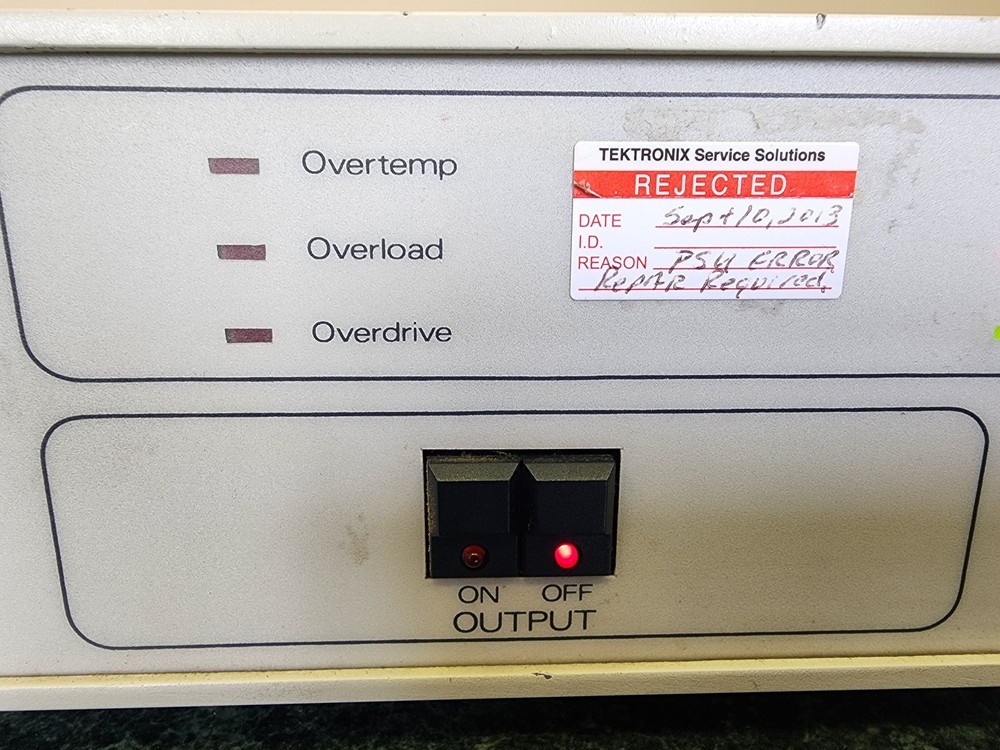 Overtemp
Overload
Overdrive
TEKTRONIX Service Solutions
REJECTED
DATE Sept 10, 2013
I.D.
REASON PSU ERROR
Repair Required.
ON OFF
OUTPUT